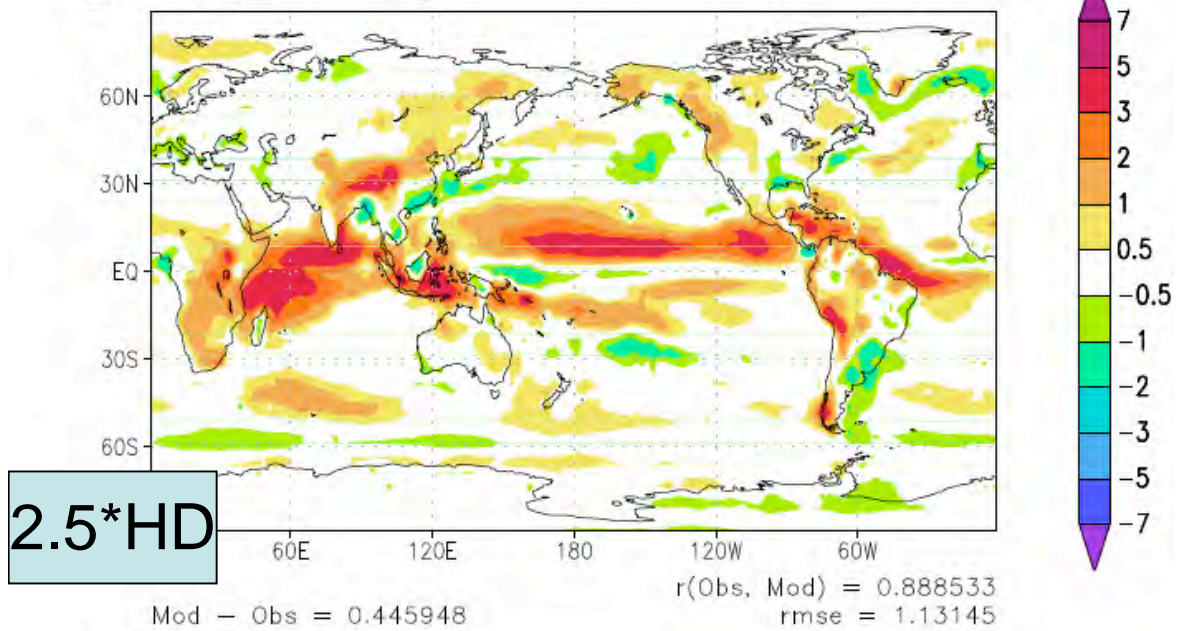 7
5
3
2
1
0.5
−0.5
−1
−2
−3
−5
−7
60N
30N
EQ
30S
60S
2.5*HD
60E 120E 180 120W 60W
r(Obs, Mod) = 0.888533
Mod − Obs = 0.445948 rmse = 1.13145